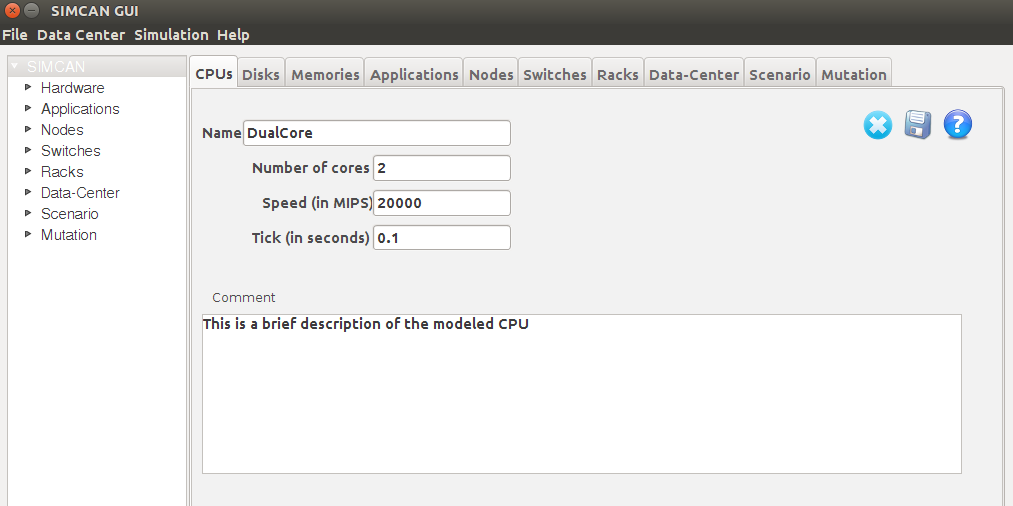 SIMCAN GUI
File Data Center Simulation Help
SIMCAN
Hardware
Applications
Nodes
Switches
Racks
Data-Center
Scenario
Mutation
CPUs Disks Memories Applications Nodes Switches Racks Data-Center Scenario Mutation
Name DualCore
Number of cores 2
Speed (in MIPS) 20000
Tick (in seconds) 0.1
Comment
This is a brief description of the modeled CPU